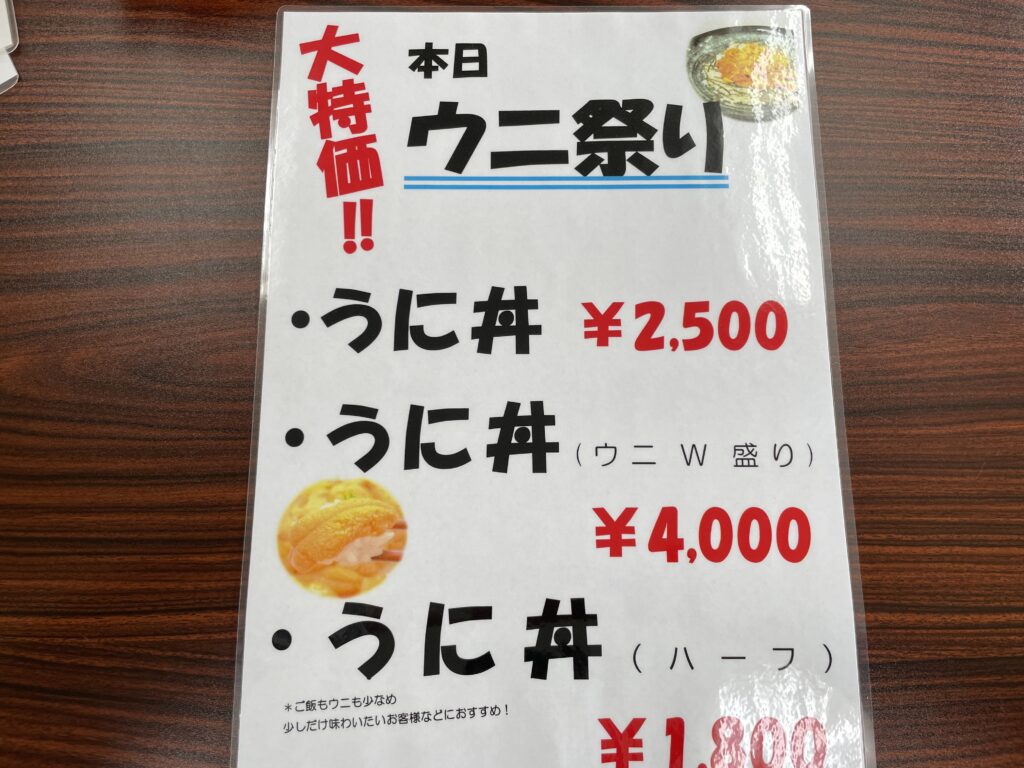 大特価!!
本日
ウニ祭り
・うに丼 ¥2,500
・うに丼(ウニW盛り)
¥4,000
・うに丼(ハーフ)
*ご飯もウニも少なめ
少しだけ味わいたいお客様などにおすすめ!
¥1,800